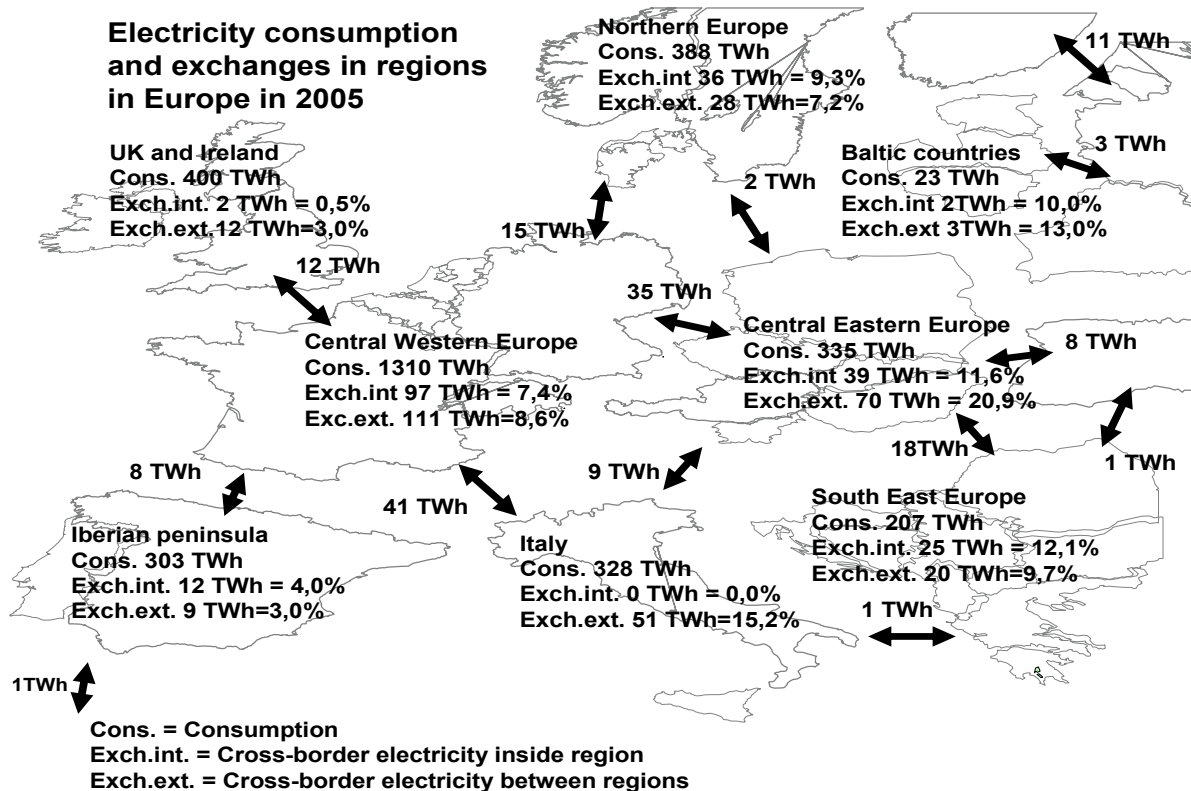 Electricity consumption
and exchanges in regions
in Europe in 2005
Northern Europe
Cons. 388 TWh
Exch.int 36 TWh = 9,3%
Exch.ext. 28 TWh=7,2%
11 TWh
UK and Ireland
Cons. 400 TWh
Exch.int. 2 TWh = 0,5%
Exch.ext.12 TWh=3,0%
Baltic countries
Cons. 23 TWh
Exch.int 2TWh = 10,0%
Exch.ext 3TWh = 13,0%
3 TWh
2 TWh
15 TWh
12 TWh
35 TWh
Central Western Europe
Cons. 1310 TWh
Exch.int 97 TWh = 7,4%
Exc.ext. 111 TWh=8,6%
Central Eastern Europe
Cons. 335 TWh
Exch.int 39 TWh = 11,6%
Exch.ext. 70 TWh = 20,9%
8 TWh
18TWh
1 TWh
8 TWh
41 TWh
9 TWh
Iberian peninsula
Cons. 303 TWh
Exch.int. 12 TWh = 4,0%
Exch.ext. 9 TWh=3,0%
Italy
Cons. 328 TWh
Exch.int. 0 TWh = 0,0%
Exch.ext. 51 TWh=15,2%
South East Europe
Cons. 207 TWh
Exch.int. 25 TWh = 12,1%
Exch.ext. 20 TWh=9,7%
1 TWh
1TWh
Cons. = Consumption
Exch.int. = Cross-border electricity inside region
Exch.ext. = Cross-border electricity between regions